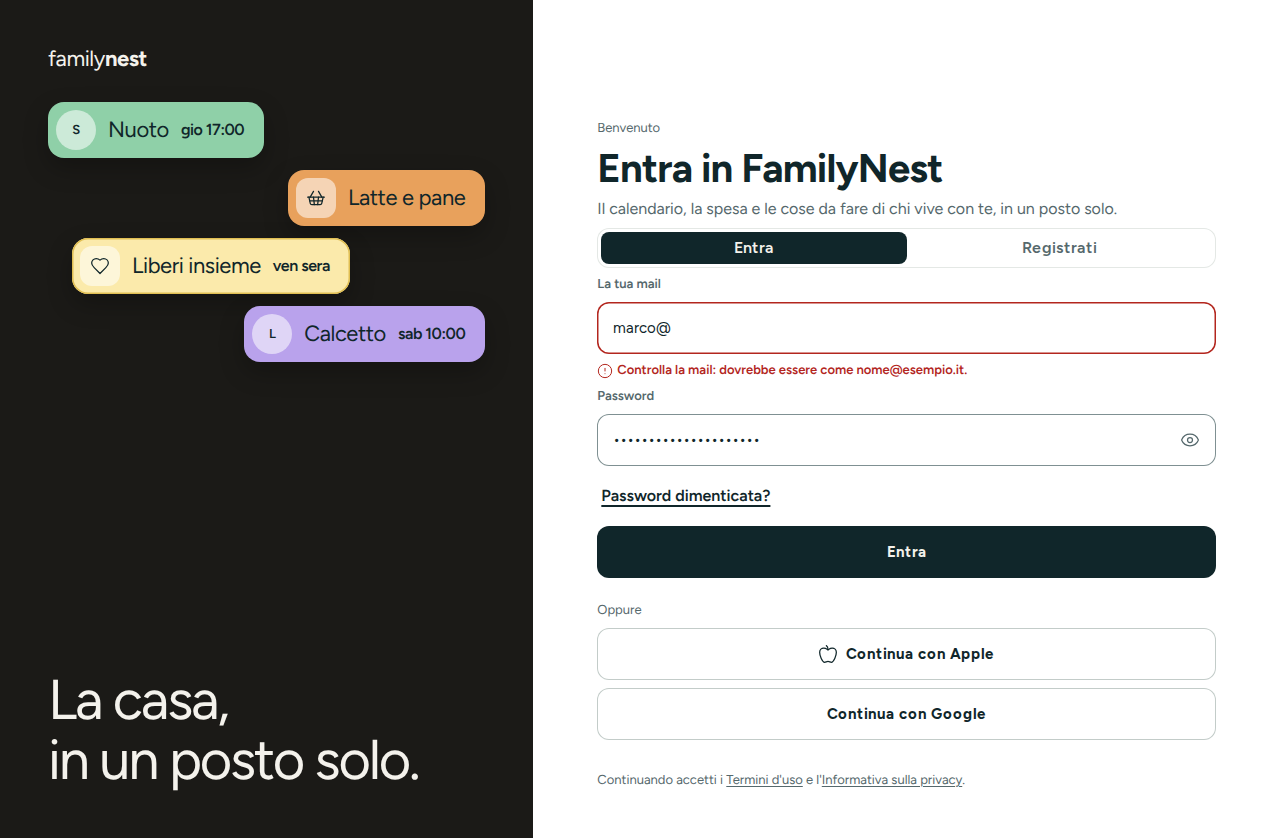 familynest
S Nuoto gio 17:00
Latte e pane
Liberi insieme ven sera
L Calcetto sab 10:00
La casa,
in un posto solo.
Benvenuto
Entra in FamilyNest
Il calendario, la spesa e le cose da fare di chi vive con te, in un posto solo.
Entra Registrati
La tua mail
marco@
Controlla la mail: dovrebbe essere come nome@esempio.it.
Password
•••••••••••••••••••••
Password dimenticata?
Entra
Oppure
Continua con Apple
Continua con Google
Continuando accetti i Termini d'uso e l'Informativa sulla privacy.